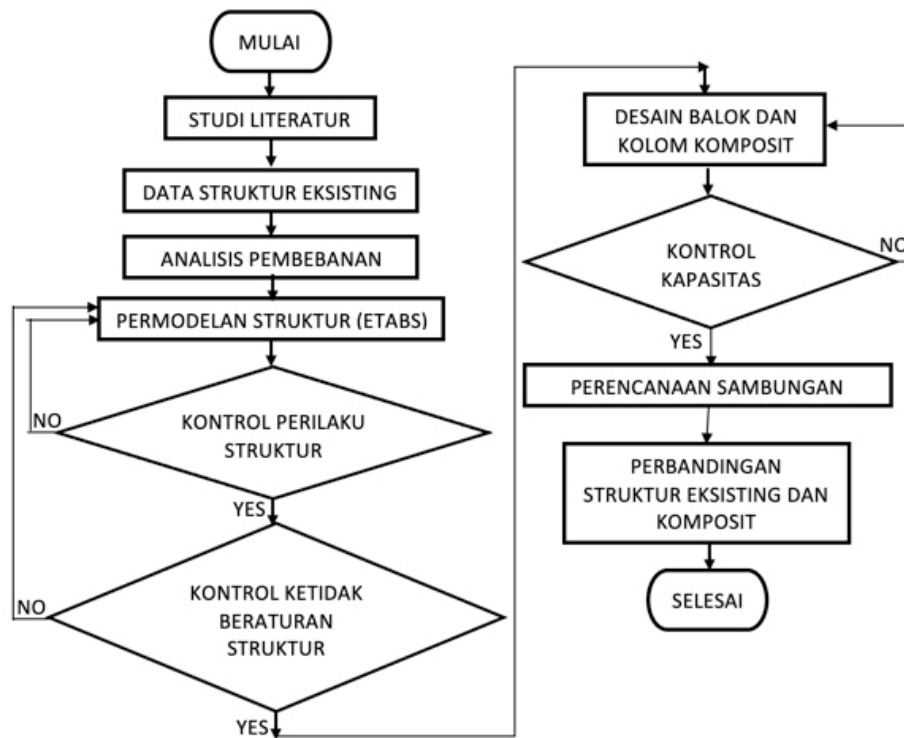 MULAI
STUDI LITERATUR
DATA STRUKTUR EKSISTING
ANALISIS PEMBEBANAN
PERMODELAN STRUKTUR (ETABS)
NO
KONTROL PERILAKU
STRUKTUR
YES
NO
KONTROL KETIDAK
BERATURAN
STRUKTUR
YES
DESAIN BALOK DAN
KOLOM KOMPOSIT
NO
KONTROL
KAPASITAS
YES
PERENCANAAN SAMBUNGAN
PERBANDINGAN
STRUKTUR EKSISTING DAN
KOMPOSIT
SELESAI